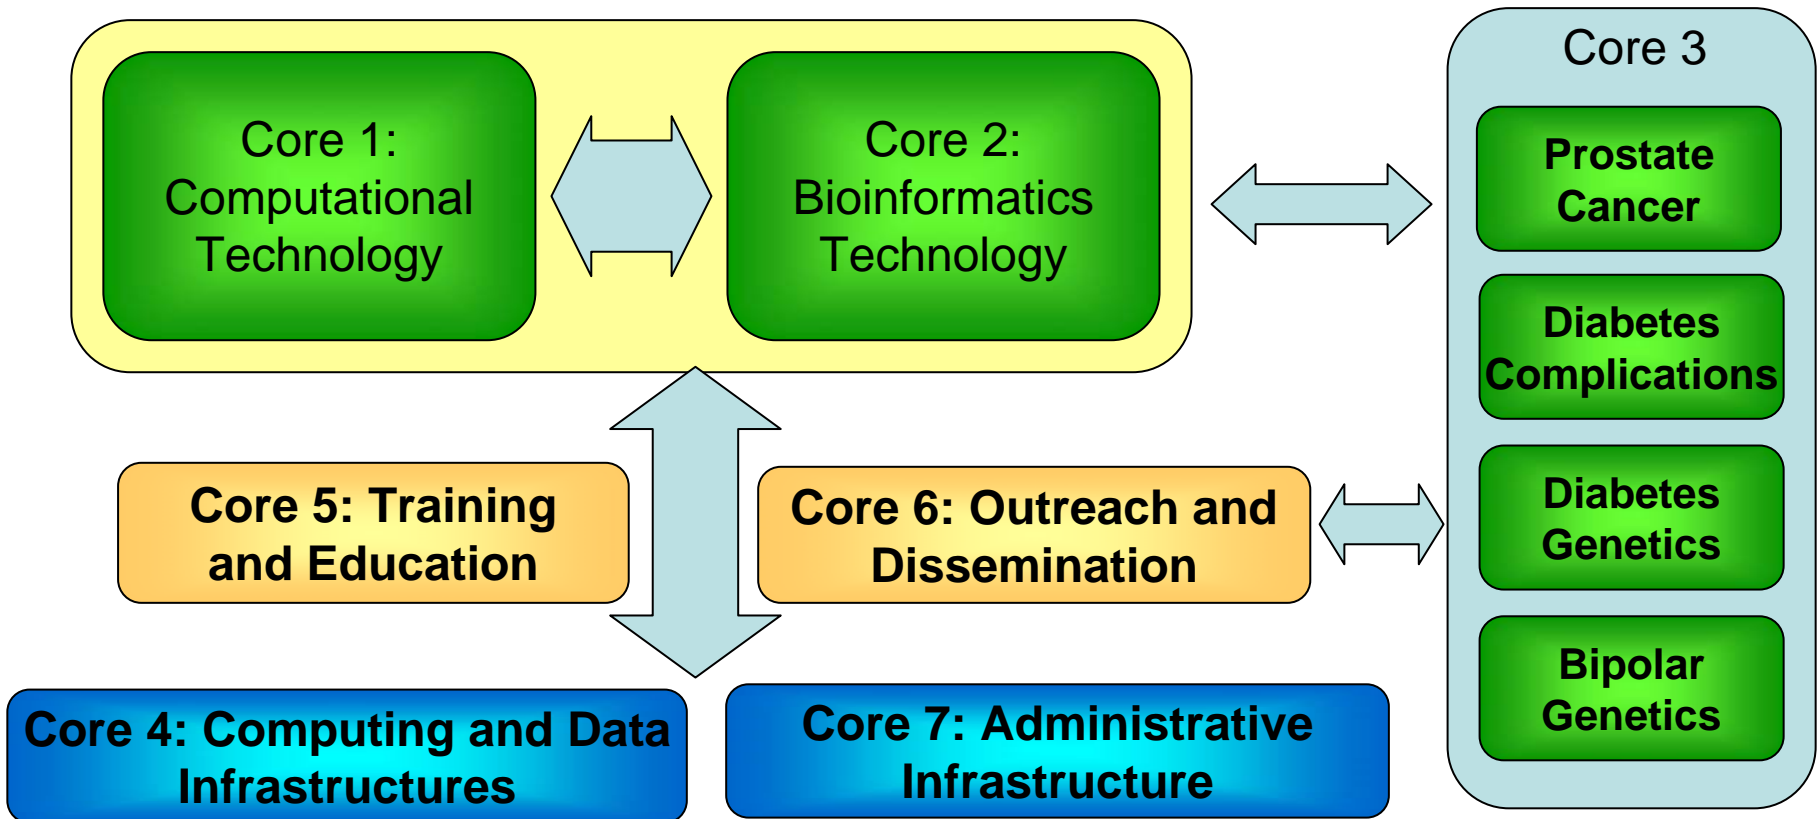 Core 1:
Computational
Technology
Core 2:
Bioinformatics
Technology
Core 3
Prostate
Cancer
Diabetes
Complications
Diabetes
Genetics
Bipolar
Genetics
Core 5: Training
and Education
Core 6: Outreach and
Dissemination
Core 4: Computing and Data
Infrastructures
Core 7: Administrative
Infrastructure